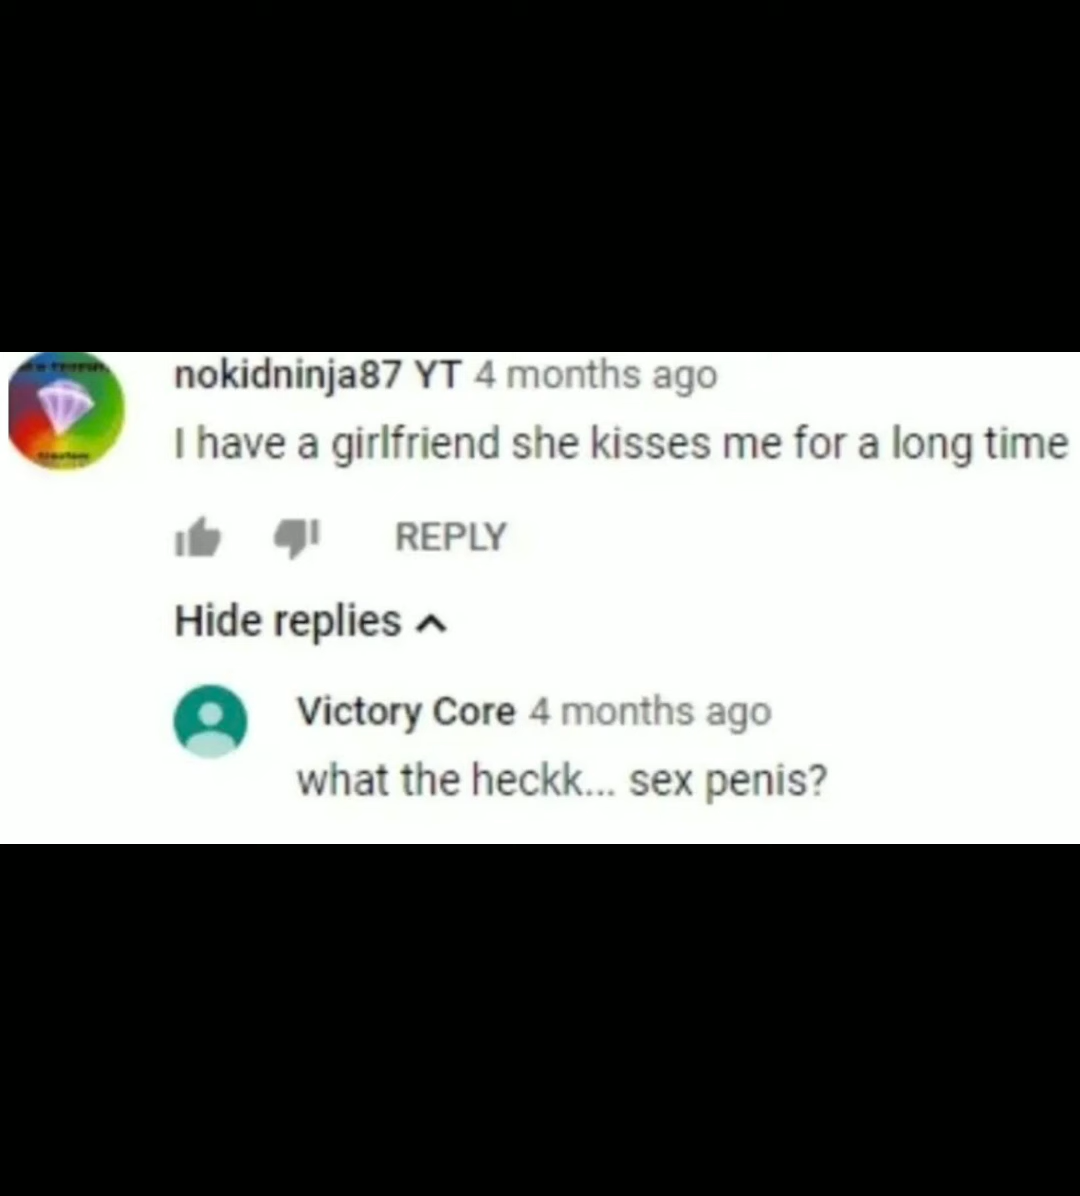 nokidninja87 YT 4 months ago
I have a girlfriend she kisses me for a long time
REPLY
Hide replies
Victory Core 4 months ago
what the heckk... sex penis?